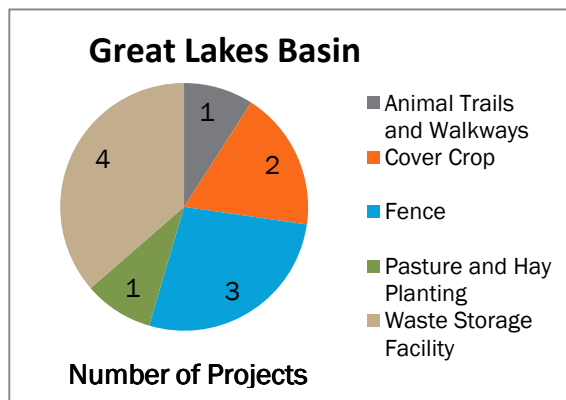 Great Lakes Basin
1
2
3
1
4
Animal Trails
and Walkways
Cover Crop
Fence
Pasture and Hay
Planting
Waste Storage
Facility
Number of Projects